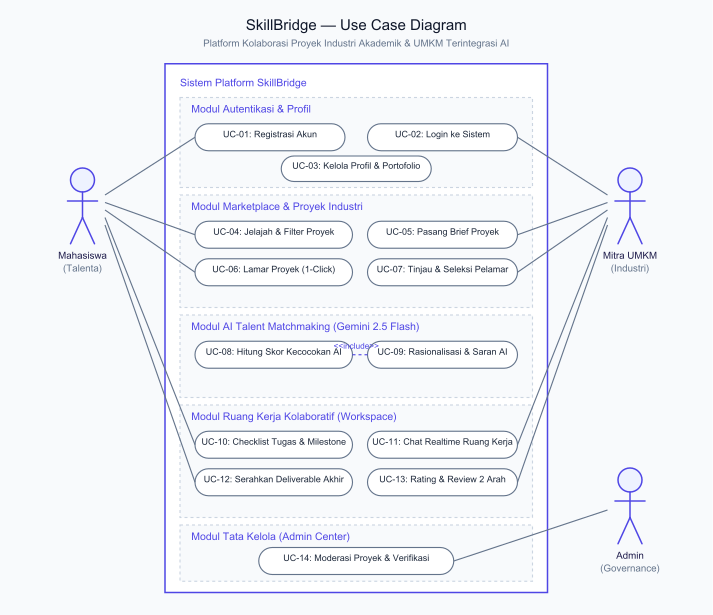 SkillBridge — Use Case Diagram
Platform Kolaborasi Proyek Industri Akademik & UMKM Terintegrasi AI
Sistem Platform SkillBridge
Modul Autentikasi & Profil
UC-01: Registrasi Akun
UC-02: Login ke Sistem
UC-03: Kelola Profil & Portofolio
Modul Marketplace & Proyek Industri
UC-04: Jelajah & Filter Proyek
UC-05: Pasang Brief Proyek
UC-06: Lamar Proyek (1-Click)
UC-07: Tinjau & Seleksi Pelamar
Mahasiswa
(Talenta)
Mitra UMKM
(Industri)
Modul AI Talent Matchmaking (Gemini 2.5 Flash)
<<include>>
UC-08: Hitung Skor Kecocokan AI
UC-09: Rasionalisasi & Saran AI
Modul Ruang Kerja Kolaboratif (Workspace)
UC-10: Checklist Tugas & Milestone
UC-11: Chat Realtime Ruang Kerja
UC-12: Serahkan Deliverable Akhir
UC-13: Rating & Review 2 Arah
Modul Tata Kelola (Admin Center)
UC-14: Moderasi Proyek & Verifikasi
Admin
(Governance)